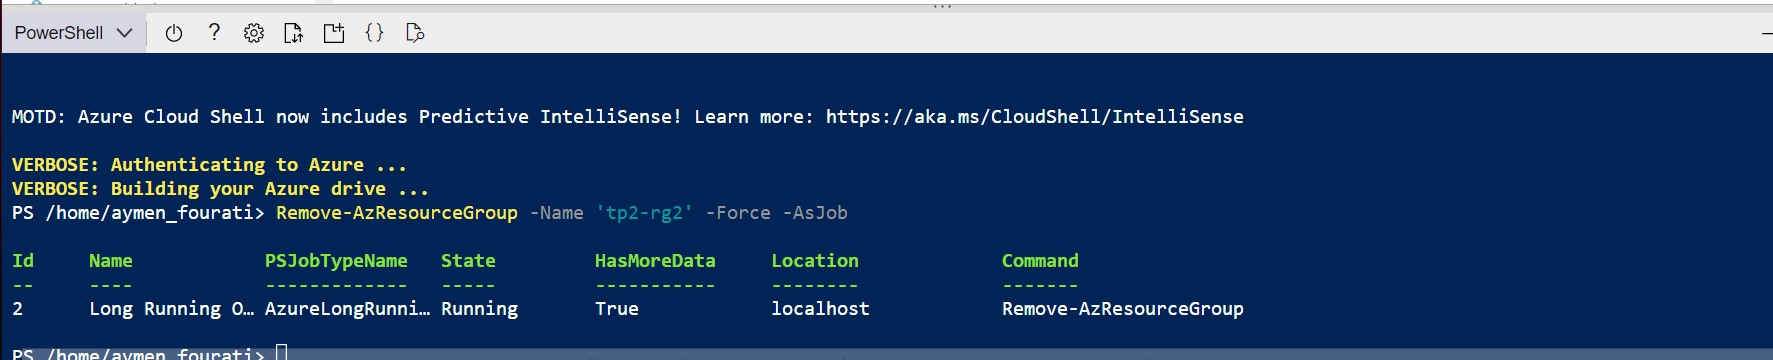 PowerShell
MOTD: Azure Cloud Shell now includes Predictive IntelliSense! Learn more: https://aka.ms/CloudShell/IntelliSense
VERBOSE: Authenticating to Azure ...
VERBOSE: Building your Azure drive ...
PS /home/aymen_fourati> Remove-AzResourceGroup -Name 'tp2-rg2' -Force -AsJob
Id Name PSJobTypeName State HasMoreData Location Command
-- ---- ------------- ----- ----------- -------- -------
2 Long Running O… AzureLongRunni… Running True localhost Remove-AzResourceGroup
PS /home/aymen_fourati>